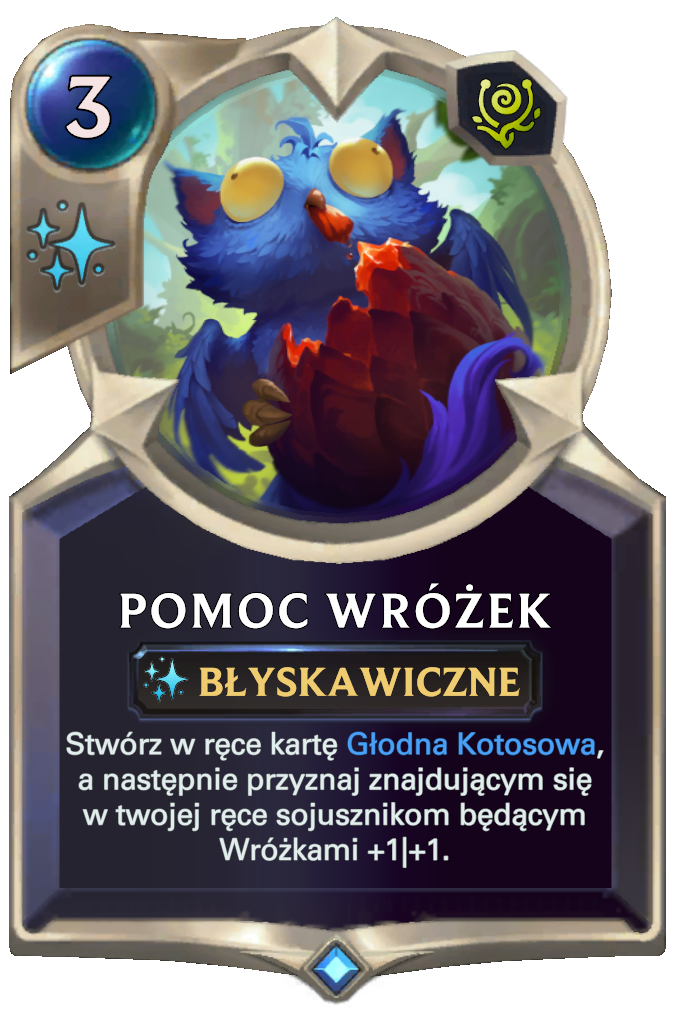 3
POMOC WRÓŻEK
BŁYSKAWICZNE
Stwórz w ręce kartę Głodna Kotosowa,
a następnie przyznaj znajdującym się
w twojej ręce sojusznikom będącym
Wróżkami +1|+1.